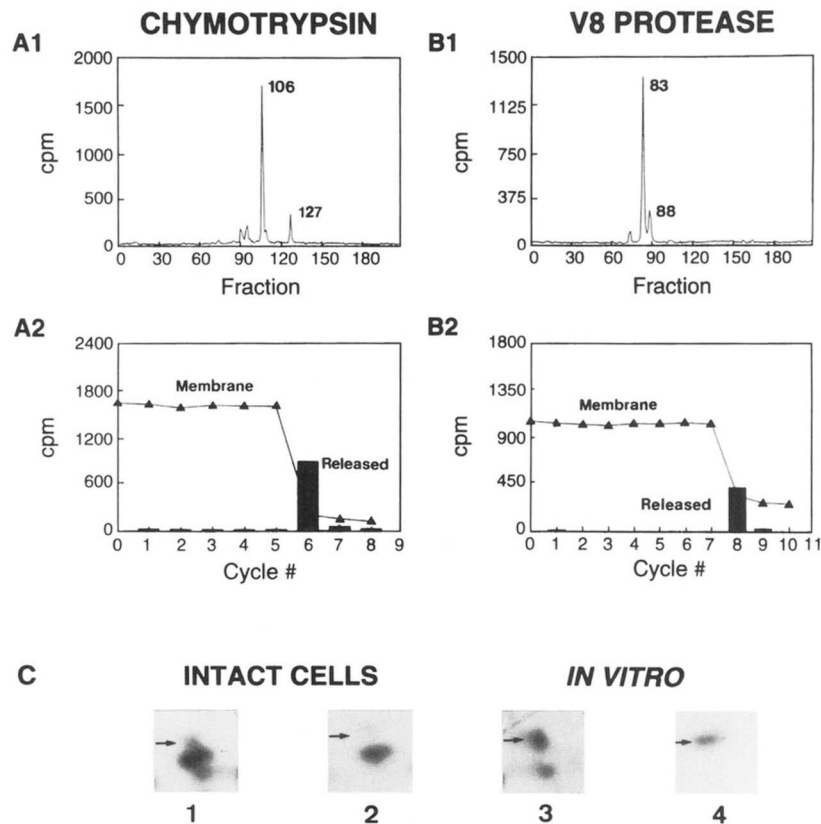 CHYMOTRYPSIN
V8 PROTEASE
A1
2000
1500
1000
500
0
cpm
106
127
0 30 60 90 120 150 180
Fraction
B1
1500
1125
750
375
0
cpm
83
88
0 30 60 90 120 150 180
Fraction
A2
2400
1800
1200
600
0
cpm
Membrane
Released
0 1 2 3 4 5 6 7 8 9
Cycle #
B2
1800
1350
900
450
0
cpm
Membrane
Released
0 1 2 3 4 5 6 7 8 9 10 11
Cycle #
C
INTACT CELLS
IN VITRO
1 2 3 4